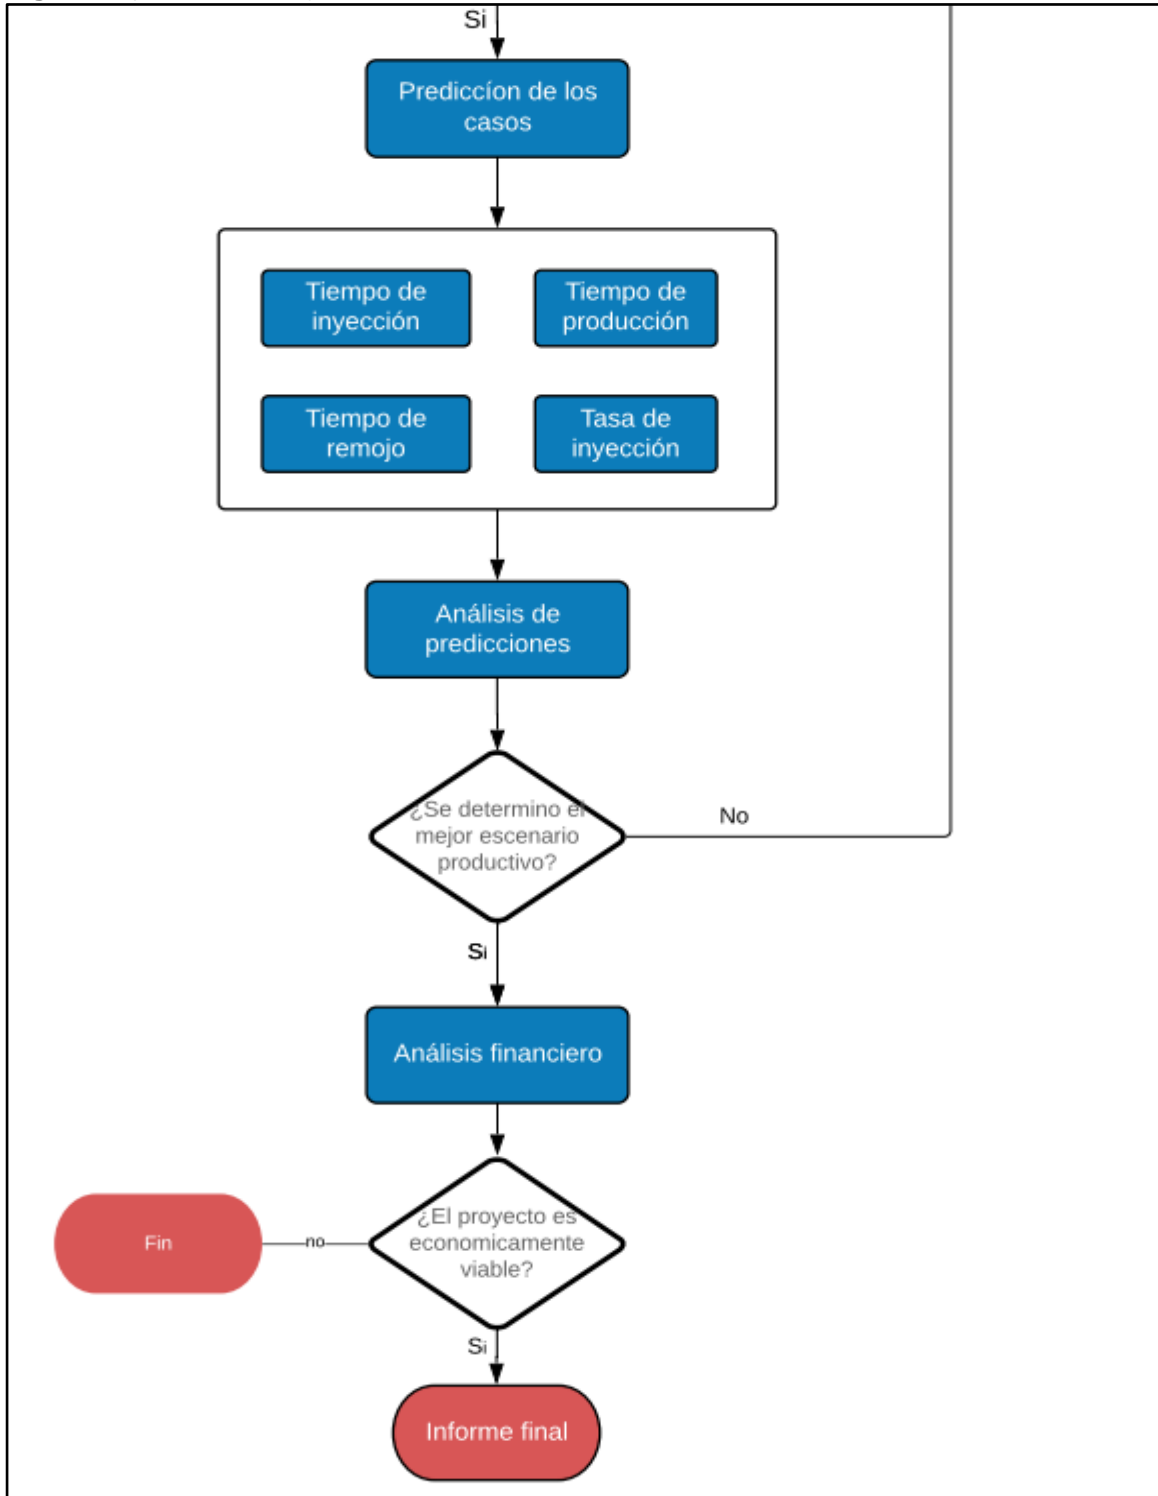 Si
Prediccíon de los
casos
Tiempo de
inyección
Tiempo de
producción
Tiempo de
remojo
Tasa de
inyección
Análisis de
predicciones
¿Se determino el
mejor escenario
productivo?
No
Si
Análisis financiero
¿El proyecto es
economicamente
viable?
no
Fin
Si
Informe final